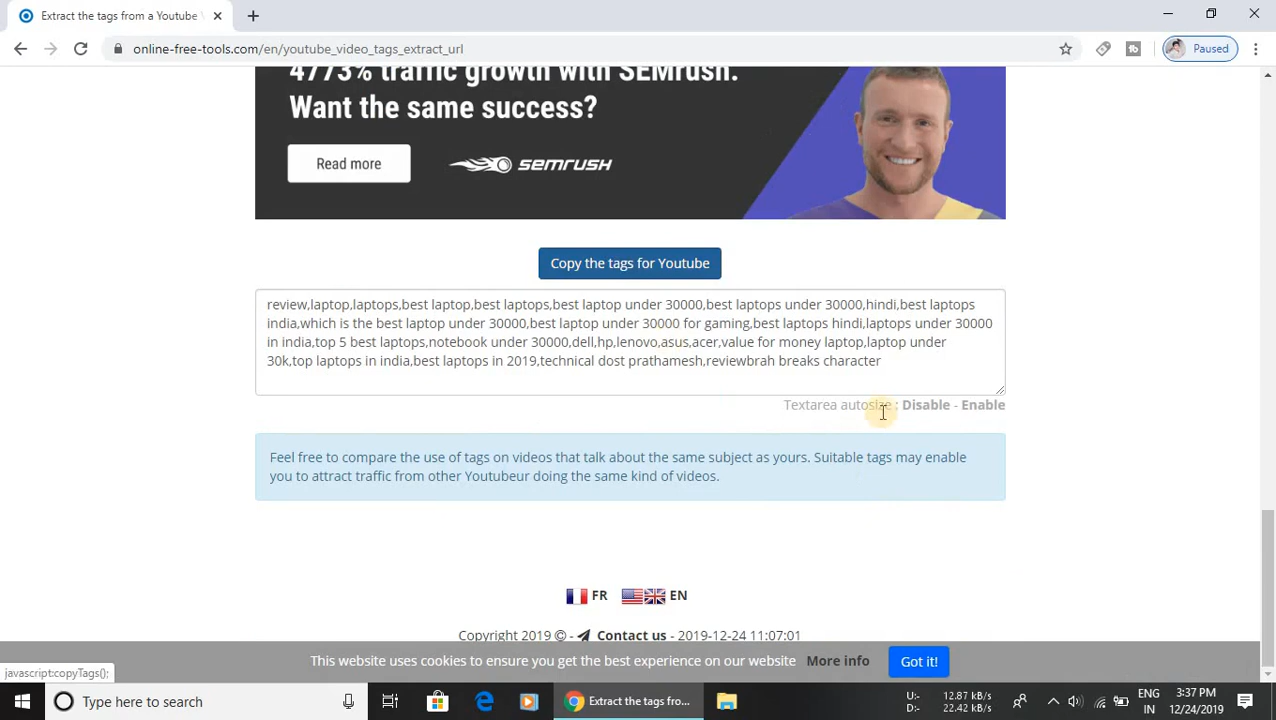 Extract the tags from a Youtube
online-free-tools.com/en/youtube_video_tags_extract_url
Paused
4773% traffic growth with SEMrush.
Want the same success?
Read more
SEMRUSH
Copy the tags for Youtube
review,laptop,laptops,best laptop,best laptops,best laptop under 30000,best laptops under 30000,hindi,best laptops
india,which is the best laptop under 30000,best laptop under 30000 for gaming,best laptops hindi,laptops under 30000
in india,top 5 best laptops,notebook under 30000,dell,hp,lenovo,asus,acer,value for money laptop,laptop under
30k,top laptops in india,best laptops in 2019,technical dost prathamesh,reviewbrah breaks character
Textarea autosize : Disable - Enable
Feel free to compare the use of tags on videos that talk about the same subject as yours. Suitable tags may enable
you to attract traffic from other Youtubeur doing the same kind of videos.
FR EN
Copyright 2019 © - Contact us - 2019-12-24 11:07:01
This website uses cookies to ensure you get the best experience on our website More info Got it!
javascript:copyTags();
Type here to search
Extract the tags fro...
U: 12.87 kB/s
D: 22.42 kB/s
ENG
IN
3:37 PM
12/24/2019